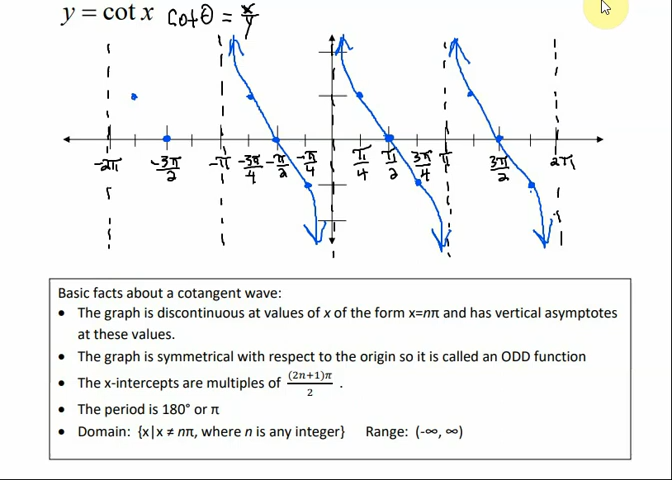 y = cot x cotθ = x/y
-2π -3π/2 -π -3π/4 -π/2 -π/4 π/4 π/2 3π/4 π 3π/2 2π
Basic facts about a cotangent wave:
• The graph is discontinuous at values of x of the form x=nπ and has vertical asymptotes
at these values.
• The graph is symmetrical with respect to the origin so it is called an ODD function
• The x-intercepts are multiples of (2n+1)π/2 .
• The period is 180° or π
• Domain: {x|x ≠ nπ, where n is any integer} Range: (-∞, ∞)